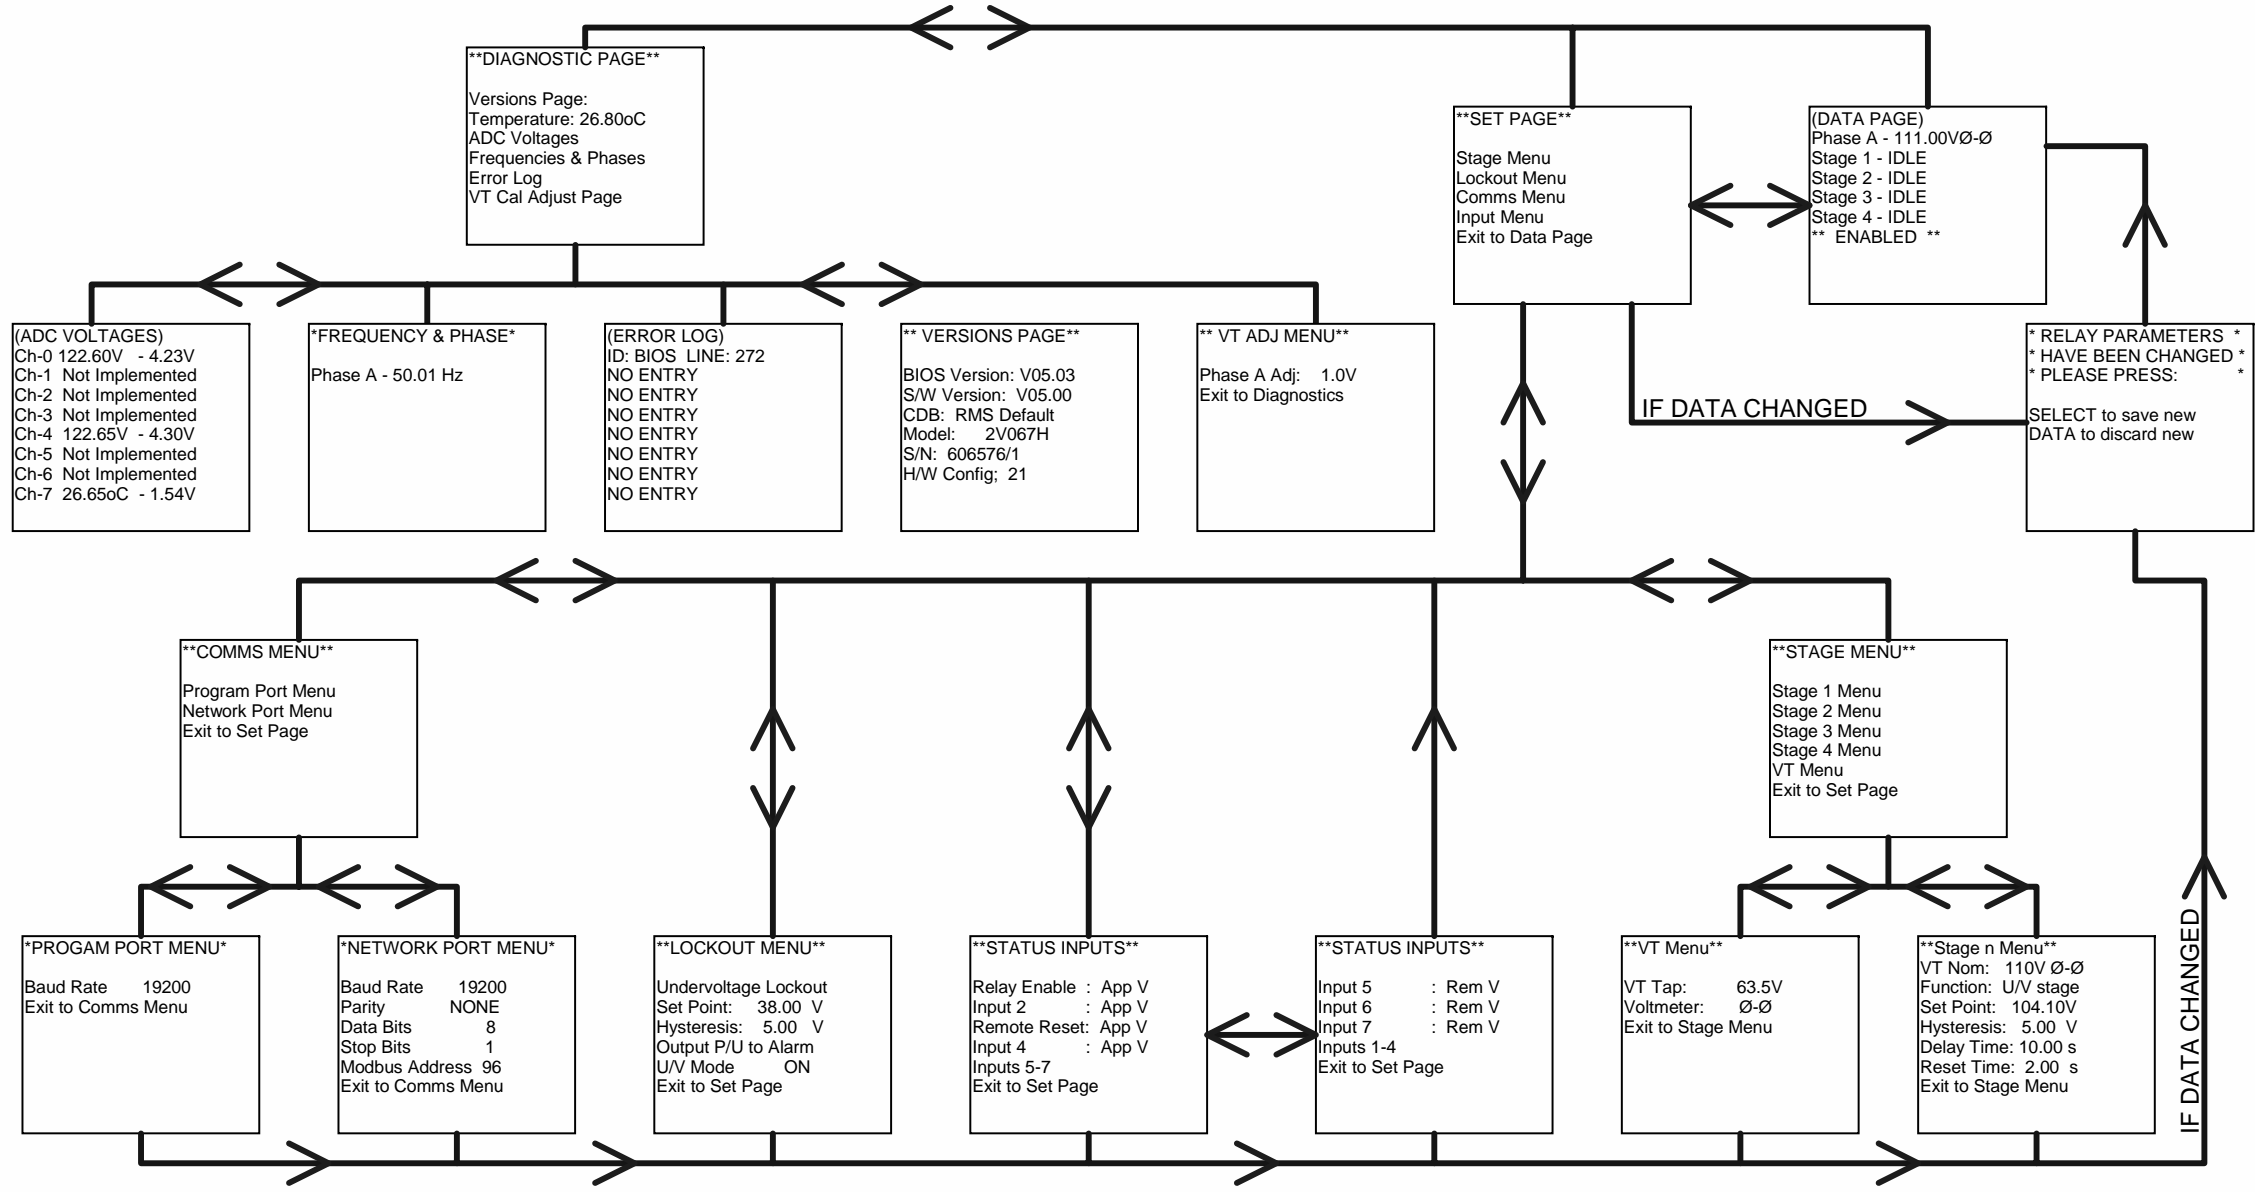 **DIAGNOSTIC PAGE**
Versions Page:
Temperature: 26.80oC
ADC Voltages
Frequencies & Phases
Error Log
VT Cal Adjust Page
**SET PAGE**
Stage Menu
Lockout Menu
Comms Menu
Input Menu
Exit to Data Page
(DATA PAGE)
Phase A - 111.00VØ-Ø
Stage 1 - IDLE
Stage 2 - IDLE
Stage 3 - IDLE
Stage 4 - IDLE
** ENABLED **
(ADC VOLTAGES)
Ch-0 122.60V - 4.23V
Ch-1 Not Implemented
Ch-2 Not Implemented
Ch-3 Not Implemented
Ch-4 122.65V - 4.30V
Ch-5 Not Implemented
Ch-6 Not Implemented
Ch-7 26.65oC - 1.54V
*FREQUENCY & PHASE*
Phase A - 50.01 Hz
(ERROR LOG)
ID: BIOS LINE: 272
NO ENTRY
NO ENTRY
NO ENTRY
NO ENTRY
NO ENTRY
NO ENTRY
NO ENTRY
** VERSIONS PAGE**
BIOS Version: V05.03
S/W Version: V05.00
CDB: RMS Default
Model: 2V067H
S/N: 606576/1
H/W Config; 21
** VT ADJ MENU**
Phase A Adj: 1.0V
Exit to Diagnostics
IF DATA CHANGED
* RELAY PARAMETERS *
* HAVE BEEN CHANGED *
* PLEASE PRESS: *
SELECT to save new
DATA to discard new
**COMMS MENU**
Program Port Menu
Network Port Menu
Exit to Set Page
**STAGE MENU**
Stage 1 Menu
Stage 2 Menu
Stage 3 Menu
Stage 4 Menu
VT Menu
Exit to Set Page
*PROGAM PORT MENU*
Baud Rate 19200
Exit to Comms Menu
*NETWORK PORT MENU*
Baud Rate 19200
Parity NONE
Data Bits 8
Stop Bits 1
Modbus Address 96
Exit to Comms Menu
**LOCKOUT MENU**
Undervoltage Lockout
Set Point: 38.00 V
Hysteresis: 5.00 V
Output P/U to Alarm
U/V Mode ON
Exit to Set Page
**STATUS INPUTS**
Relay Enable : App V
Input 2 : App V
Remote Reset: App V
Input 4 : App V
Inputs 5-7
Exit to Set Page
**STATUS INPUTS**
Input 5 : Rem V
Input 6 : Rem V
Input 7 : Rem V
Inputs 1-4
Exit to Set Page
**VT Menu**
VT Tap: 63.5V
Voltmeter: Ø-Ø
Exit to Stage Menu
**Stage n Menu**
VT Nom: 110V Ø-Ø
Function: U/V stage
Set Point: 104.10V
Hysteresis: 5.00 V
Delay Time: 10.00 s
Reset Time: 2.00 s
Exit to Stage Menu
IF DATA CHANGED